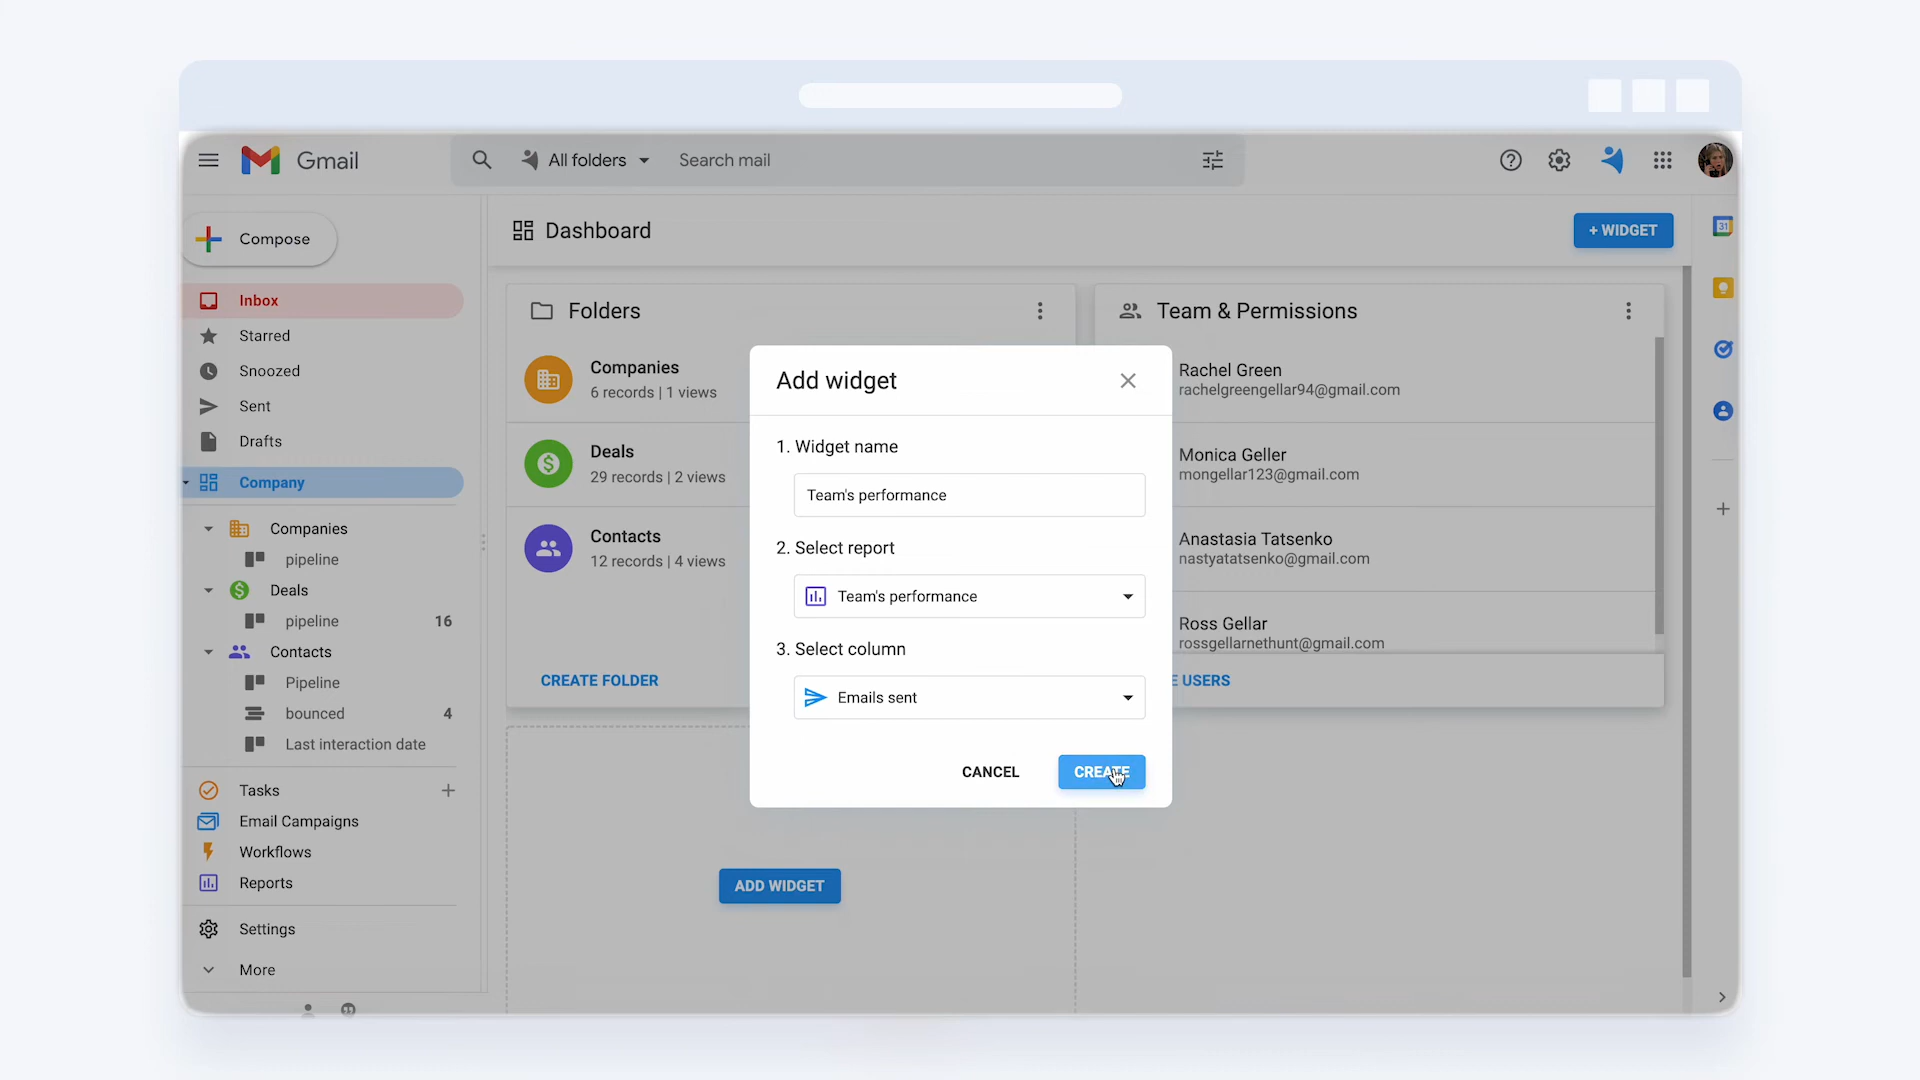 Gmail
All folders
Search mail
Compose
Inbox
Starred
Snoozed
Sent
Drafts
Company
Companies
pipeline
Deals
pipeline 16
Contacts
Pipeline
bounced 4
Last interaction date
Tasks
Email Campaigns
Workflows
Reports
Settings
More
Dashboard
+ WIDGET
Folders
Companies
6 records | 1 views
Deals
29 records | 2 views
Contacts
12 records | 4 views
CREATE FOLDER
ADD WIDGET
Team & Permissions
Rachel Green
rachelgreengellar94@gmail.com
Monica Geller
mongellar123@gmail.com
Anastasia Tatsenko
nastyatatsenko@gmail.com
Ross Gellar
rossgellarnethunt@gmail.com
E USERS
Add widget
1. Widget name
Team's performance
2. Select report
Team's performance
3. Select column
Emails sent
CANCEL
CREATE
31